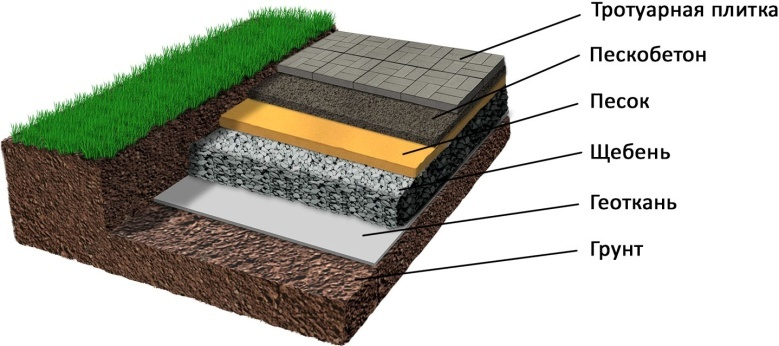 Тротуарная плитка
Пескобетон
Песок
Щебень
Геоткань
Грунт